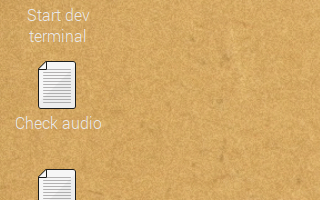 Start dev
terminal
Check audio